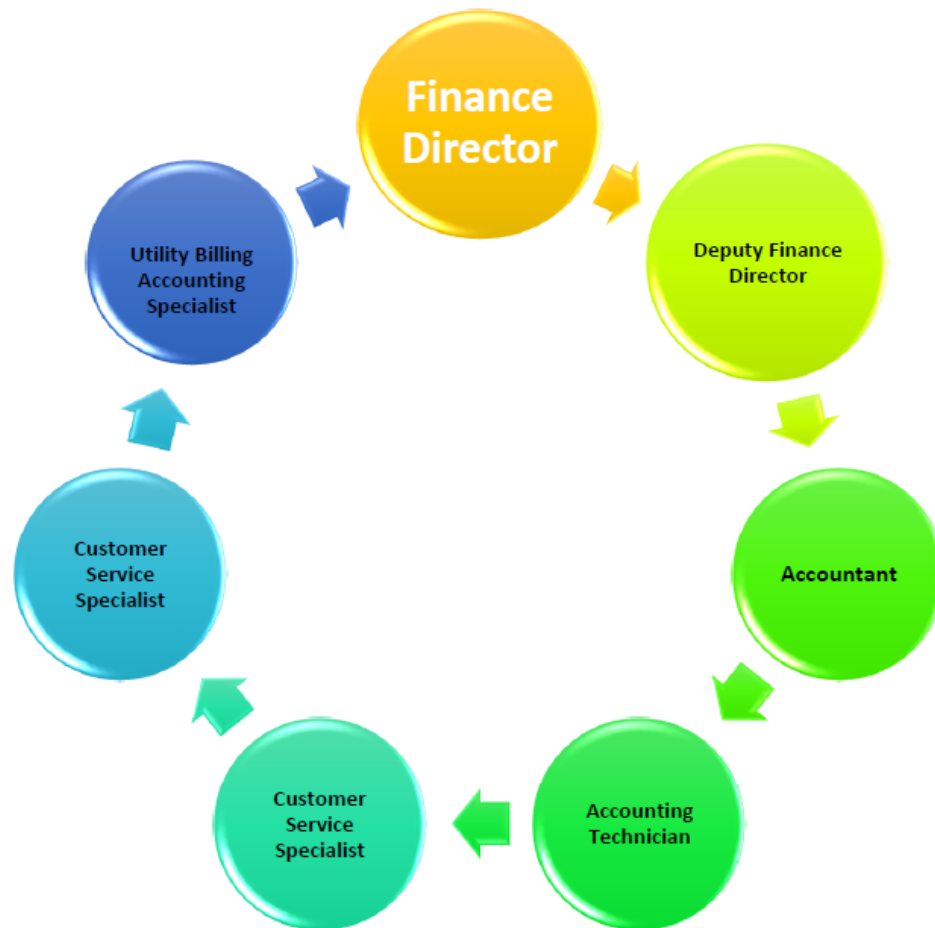 Finance
Director
Deputy Finance
Director
Accountant
Accounting
Technician
Customer
Service
Specialist
Customer
Service
Specialist
Utility Billing
Accounting
Specialist